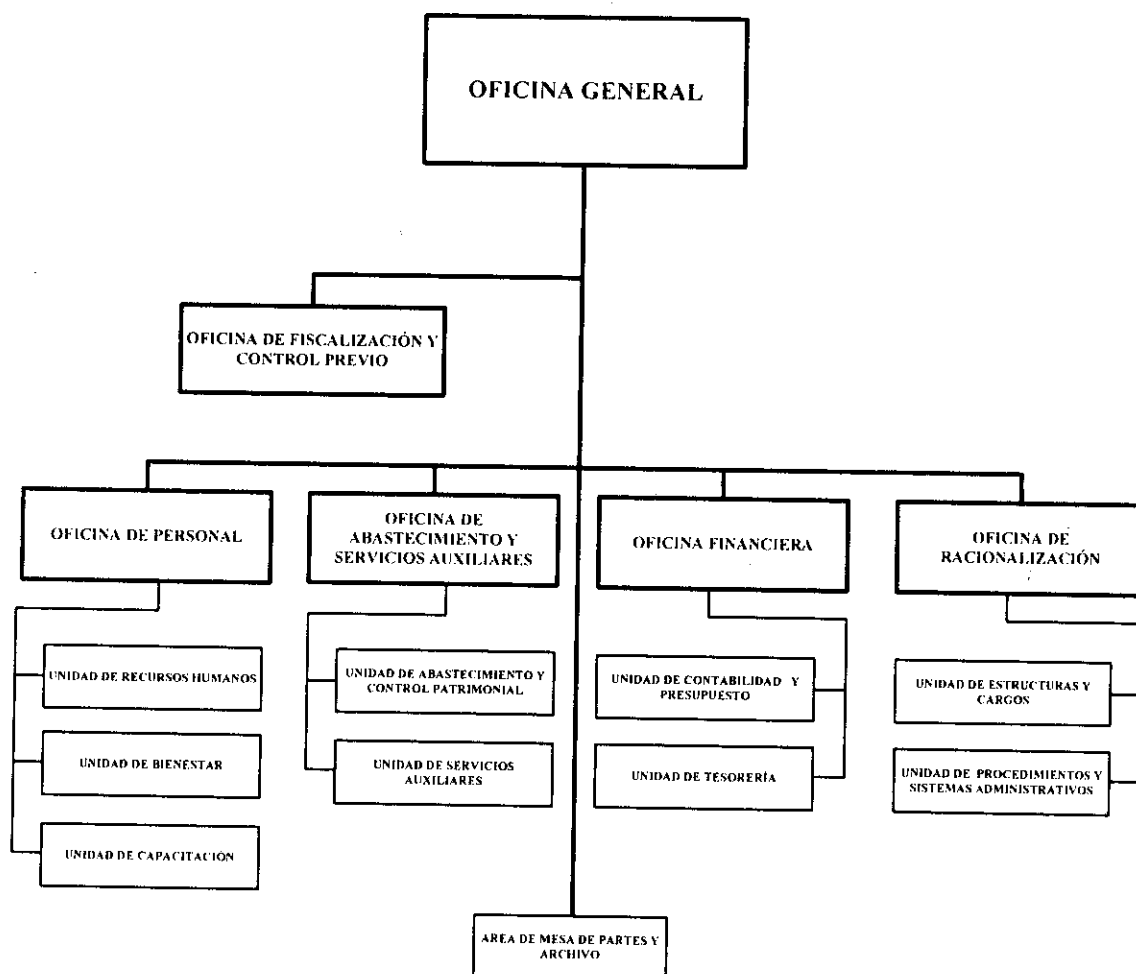 OFICINA GENERAL
OFICINA DE FISCALIZACIÓN Y
CONTROL PREVIO
OFICINA DE PERSONAL
OFICINA DE
ABASTECIMIENTO Y
SERVICIOS AUXILIARES
OFICINA FINANCIERA
OFICINA DE
RACIONALIZACIÓN
UNIDAD DE RECURSOS HUMANOS
UNIDAD DE BIENESTAR
UNIDAD DE CAPACITACIÓN
UNIDAD DE ABASTECIMIENTO Y
CONTROL PATRIMONIAL
UNIDAD DE SERVICIOS
AUXILIARES
UNIDAD DE CONTABILIDAD Y
PRESUPUESTO
UNIDAD DE TESORERÍA
UNIDAD DE ESTRUCTURAS Y
CARGOS
UNIDAD DE PROCEDIMIENTOS Y
SISTEMAS ADMINISTRATIVOS
AREA DE MESA DE PARTES Y
ARCHIVO